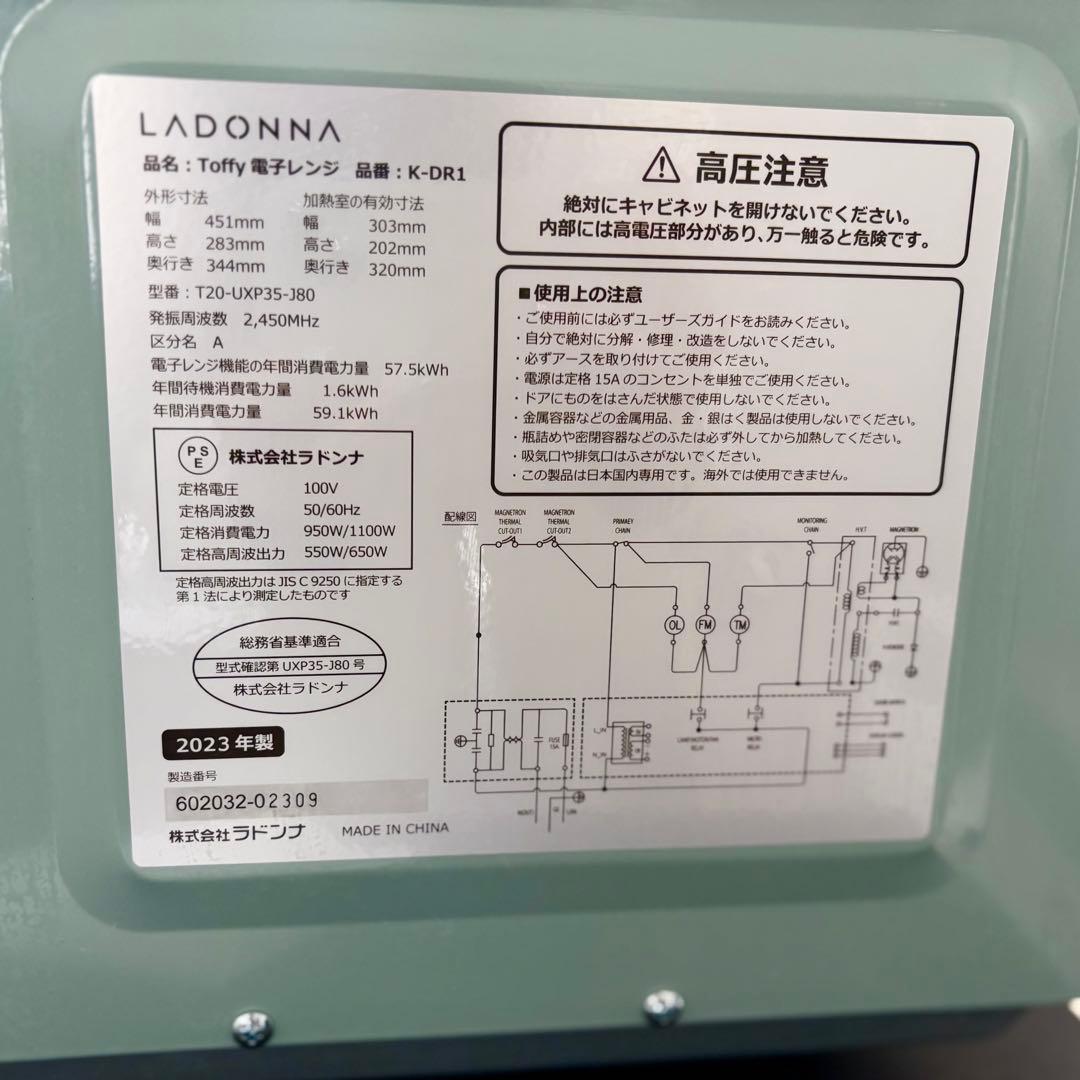 LADONNA
品名：Toffy 電子レンジ 品番：K-DR1
外形寸法 加熱室の有効寸法
幅 451mm 幅 303mm
高さ 283mm 高さ 202mm
奥行き 344mm 奥行き 320mm
型番：T20-UXP35-J80
発振周波数 2,450MHz
区分名 A
電子レンジ機能の年間消費電力量 57.5kWh
年間待機消費電力量 1.6kWh
年間消費電力量 59.1kWh
PSE 株式会社ラドンナ
定格電圧 100V
定格周波数 50/60Hz
定格消費電力 950W/1100W
定格高周波出力 550W/650W
定格高周波出力は JIS C 9250 に指定する
第1法により測定したものです
総務省基準適合
型式確認第 UXP35-J80 号
株式会社ラドンナ
2023 年製
製造番号
602032-02309
株式会社ラドンナ MADE IN CHINA
高圧注意
絶対にキャビネットを開けないでください。
内部には高電圧部分があり、万一触ると危険です。
■使用上の注意
・ご使用前には必ずユーザーズガイドをお読みください。
・自分で絶対に分解・修理・改造をしないでください。
・必ずアースを取り付けてご使用ください。
・電源は定格 15A のコンセントを単独でご使用ください。
・ドアにものをはさんだ状態で使用しないでください。
・金属容器などの金属用品、金・銀はく製品は使用しないでください。
・瓶詰めや密閉容器などのふたは必ず外してから加熱してください。
・吸気口や排気口はふさがないでください。
・この製品は日本国内専用です。海外では使用できません。
配線図
MAGNETRON THERMAL CUT-OUT1
MAGNETRON THERMAL CUT-OUT2
PRIMAEY CHAIN
MONITORING CHAIN
H.V.T
MAGNETRON
OL FM TM
FUSE 15A
L_IN
N_IN
RELAY
RELAY